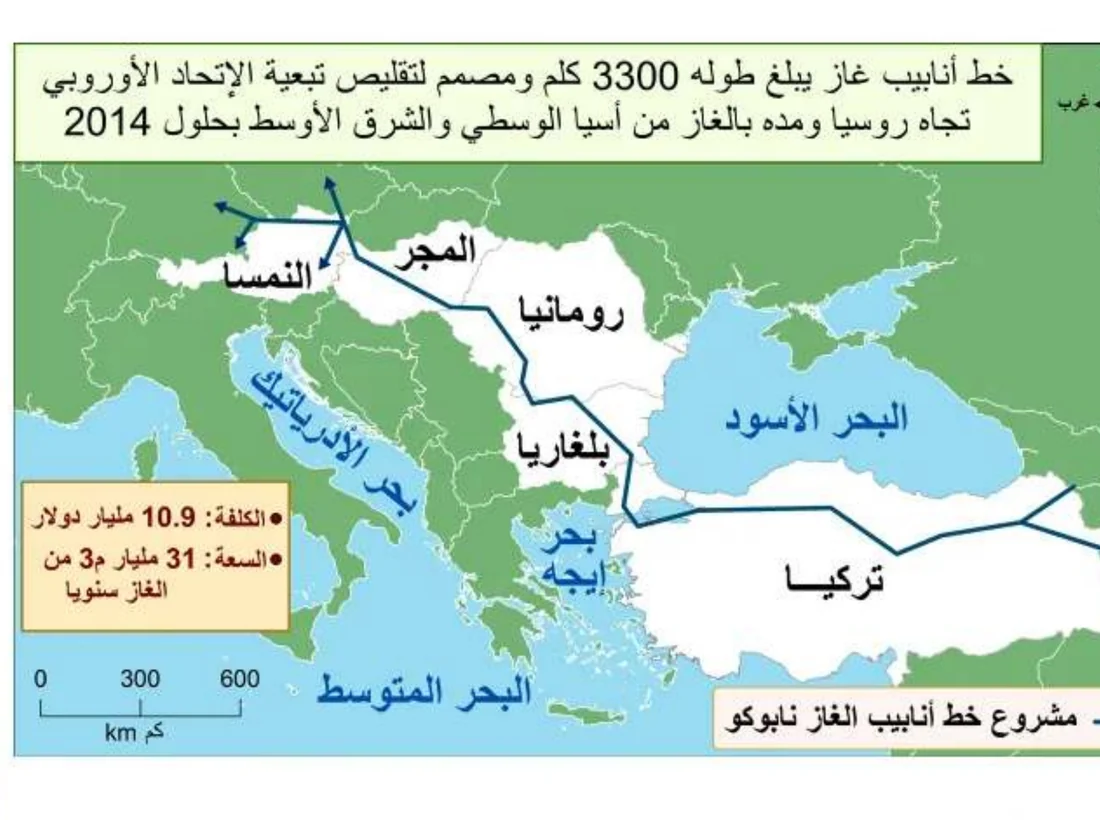 خط أنابيب غاز يبلغ طوله 3300 كلم ومصمم لتقليص تبعية الإتحاد الأوروبي
تجاه روسيا ومده بالغاز من أسيا الوسطي والشرق الأوسط بحلول 2014
غرب
المجر
النمسا
رومانيا
بحر الأدرياتيك
البحر الأسود
بلغاريا
● الكلفة: 10.9 مليار دولار
● السعة: 31 مليار م3 من
الغاز سنويا
بحر
إيجه
تركيـــا
0 300 600
km كم
البحر المتوسط
مشروع خط أنابيب الغاز نابوكو